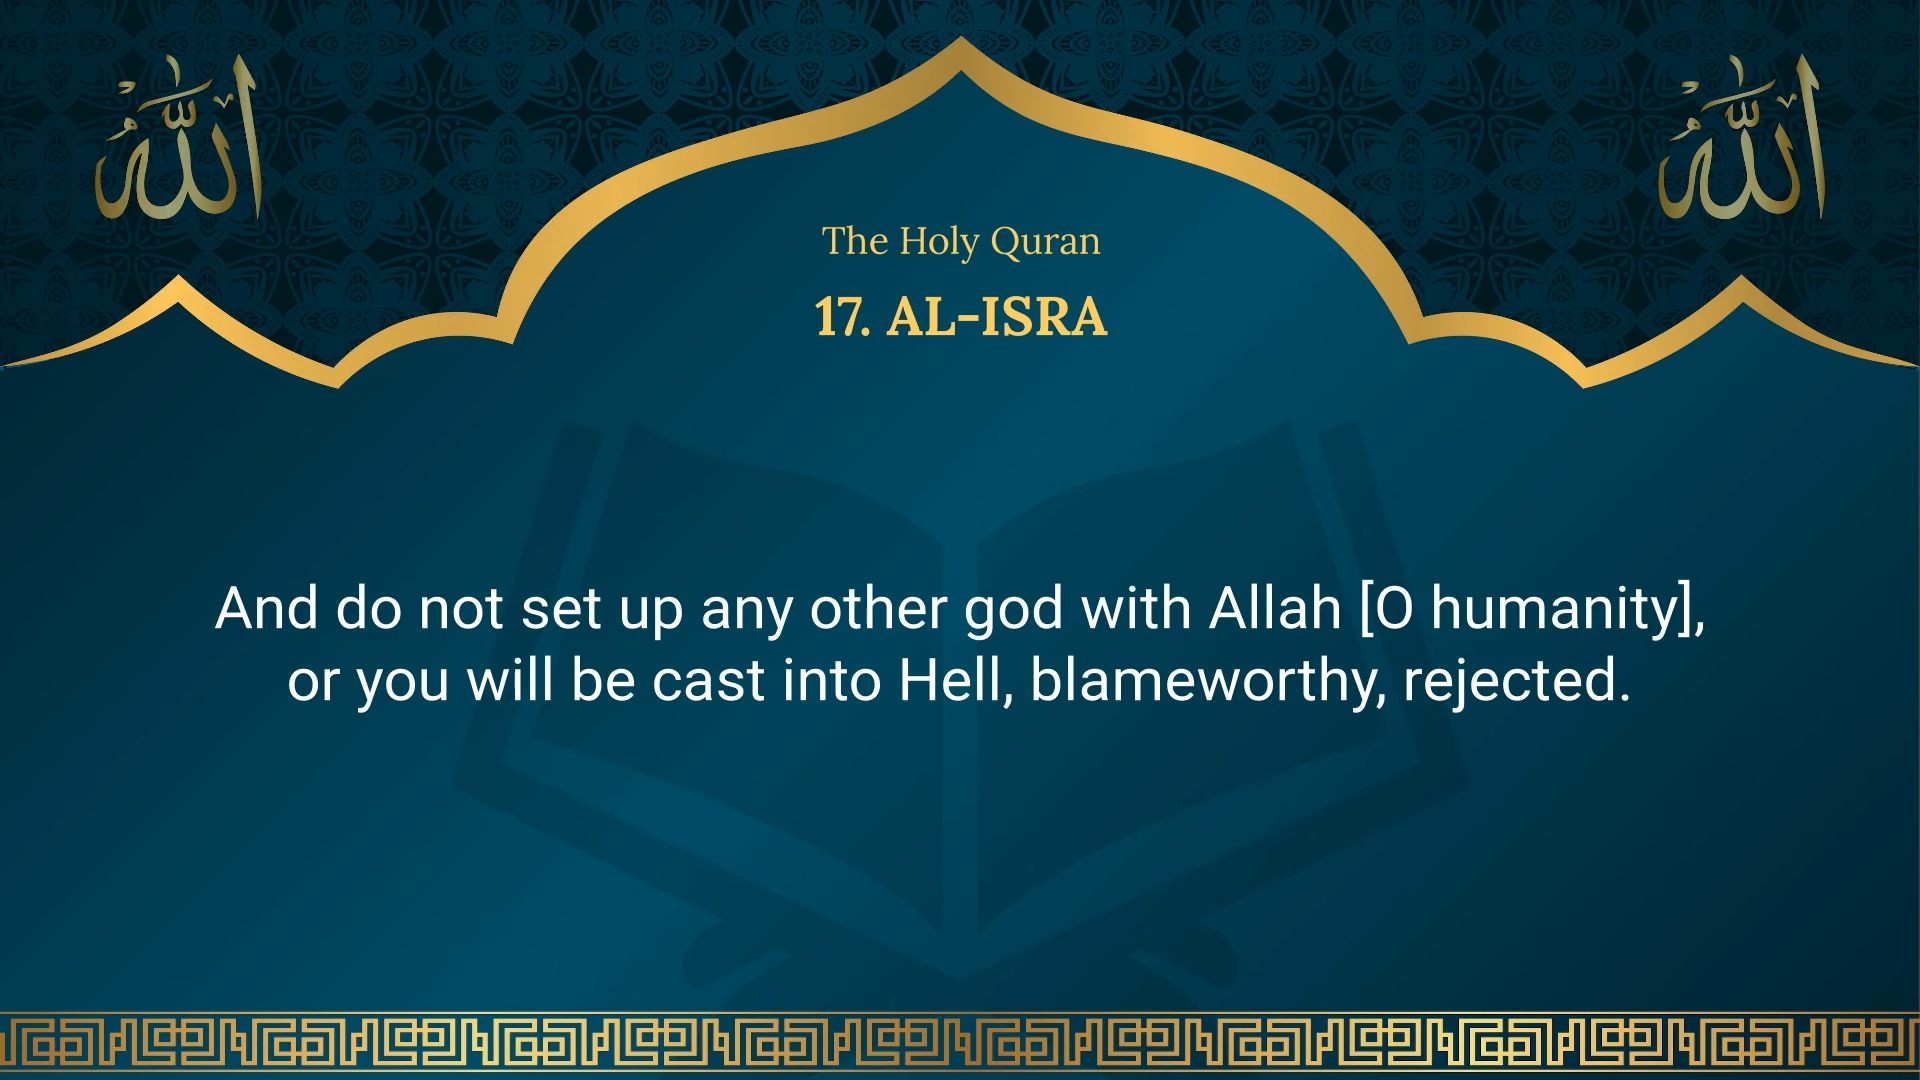 الله
الله
The Holy Quran
17. AL-ISRA
And do not set up any other god with Allah [O humanity],
or you will be cast into Hell, blameworthy, rejected.